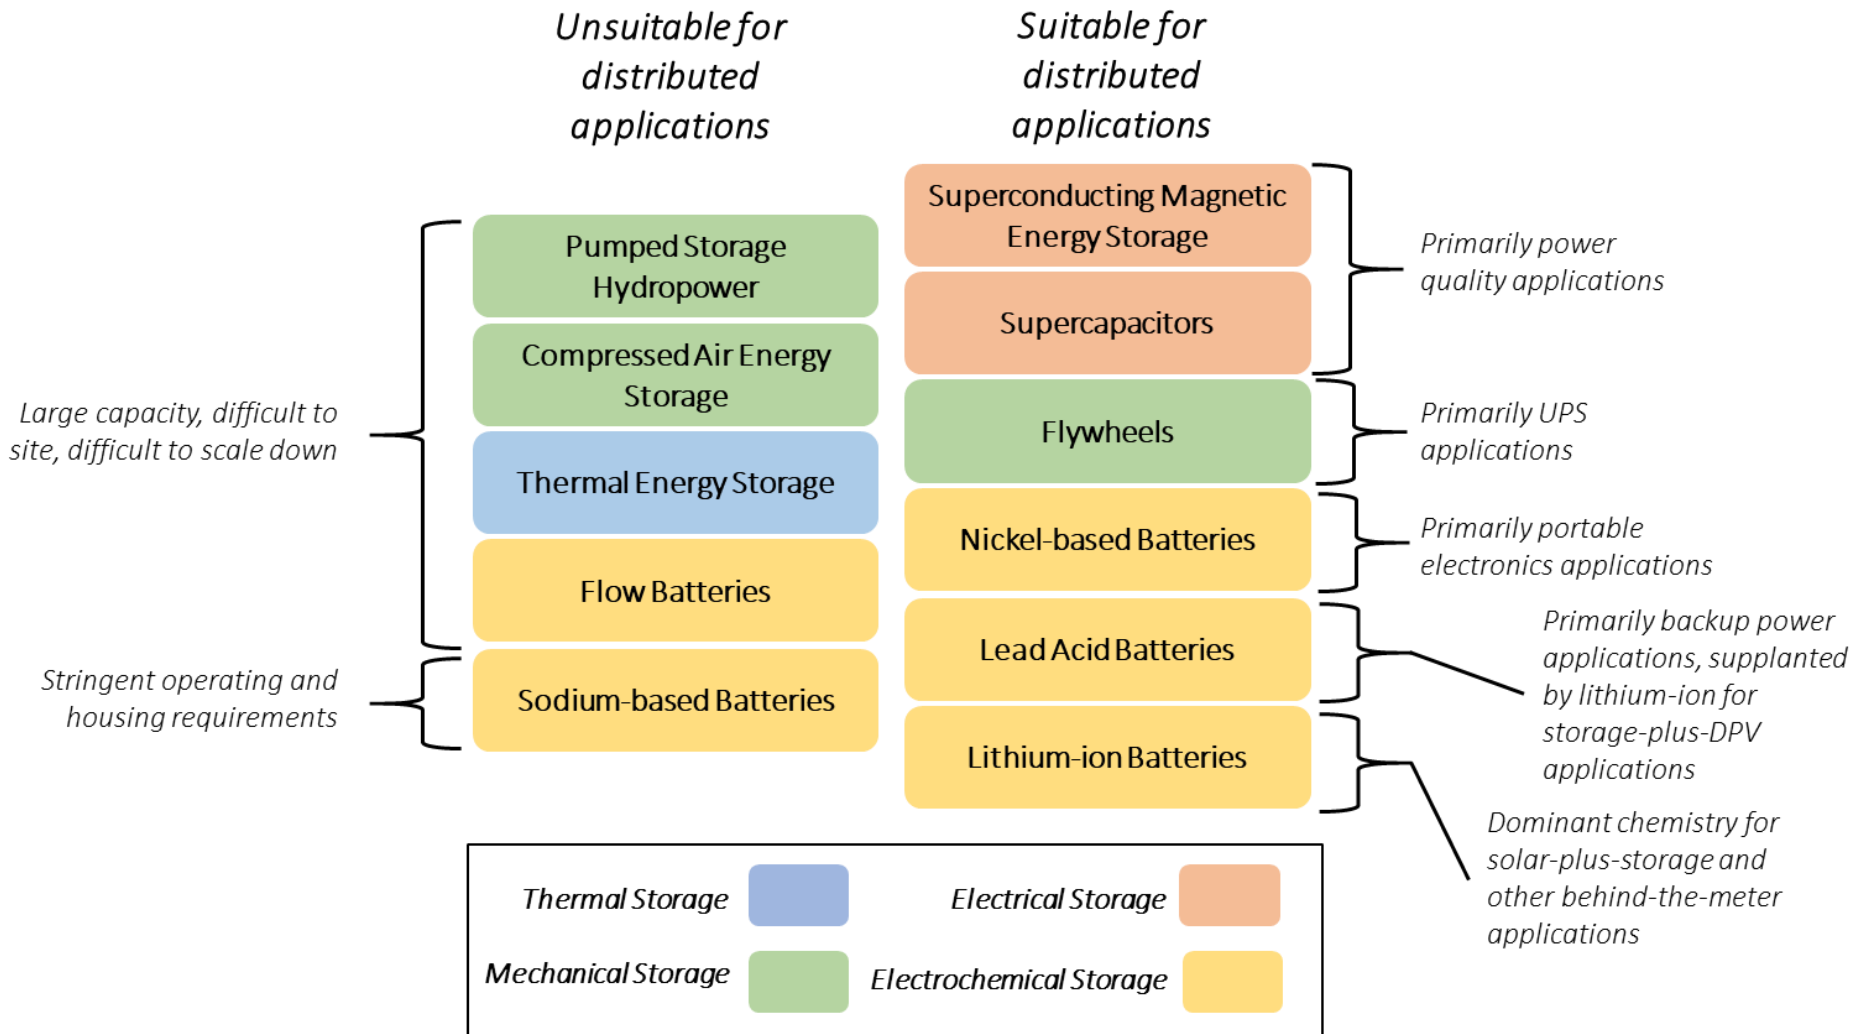 Unsuitable for
distributed
applications
Suitable for
distributed
applications
Large capacity, difficult to
site, difficult to scale down
Stringent operating and
housing requirements
Pumped Storage
Hydropower
Compressed Air Energy
Storage
Thermal Energy Storage
Flow Batteries
Sodium-based Batteries
Superconducting Magnetic
Energy Storage
Supercapacitors
Flywheels
Nickel-based Batteries
Lead Acid Batteries
Lithium-ion Batteries
Primarily power
quality applications
Primarily UPS
applications
Primarily portable
electronics applications
Primarily backup power
applications, supplanted
by lithium-ion for
storage-plus-DPV
applications
Dominant chemistry for
solar-plus-storage and
other behind-the-meter
applications
Thermal Storage
Electrical Storage
Mechanical Storage
Electrochemical Storage